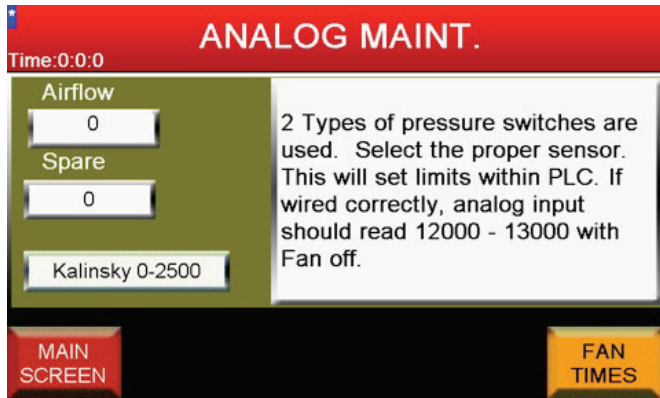 *
ANALOG MAINT.
Time:0:0:0
Airflow
0
Spare
0
Kalinsky 0-2500
2 Types of pressure switches are
used. Select the proper sensor.
This will set limits within PLC. If
wired correctly, analog input
should read 12000 - 13000 with
Fan off.
MAIN
SCREEN
FAN
TIMES